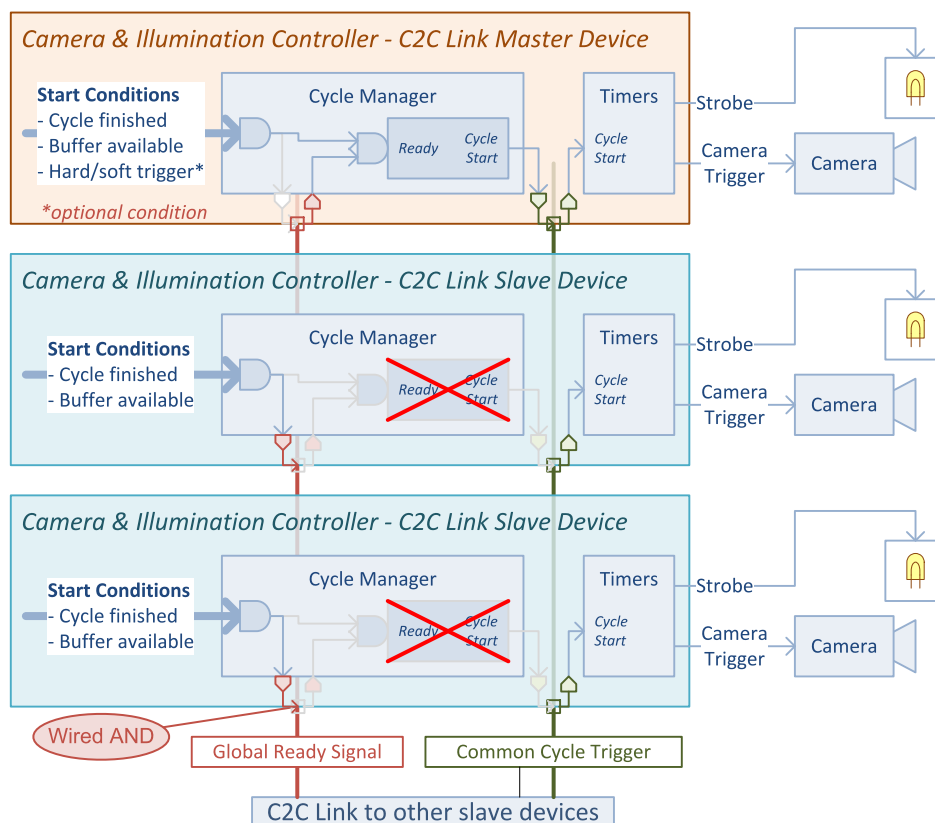 Camera & Illumination Controller - C2C Link Master Device
Start Conditions
- Cycle finished
- Buffer available
- Hard/soft trigger*
*optional condition
Cycle Manager
Ready
Cycle
Start
Timers
Cycle
Start
Strobe
Camera
Trigger
Camera
Camera & Illumination Controller - C2C Link Slave Device
Start Conditions
- Cycle finished
- Buffer available
Cycle Manager
Ready
Cycle
Start
Timers
Cycle
Start
Strobe
Camera
Trigger
Camera
Camera & Illumination Controller - C2C Link Slave Device
Start Conditions
- Cycle finished
- Buffer available
Cycle Manager
Ready
Cycle
Start
Timers
Cycle
Start
Strobe
Camera
Trigger
Camera
Wired AND
Global Ready Signal
Common Cycle Trigger
C2C Link to other slave devices